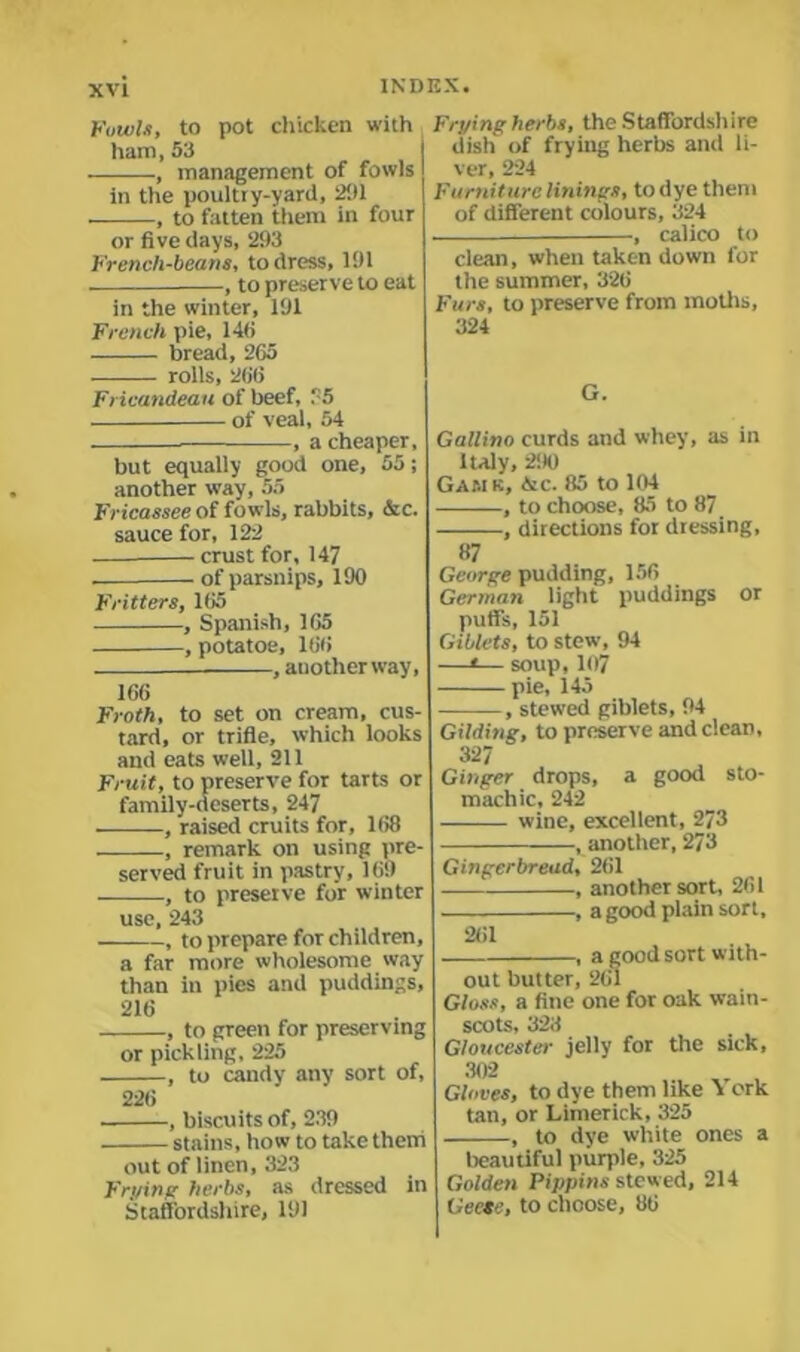 xvi INDEX.
Fowls, to pot chicken with
ham, 53
———, management of fowls
in the poultry-yard, 291
———, to fatten them in four
or five days, 293
French-beans, to dress, 191
———, to preserve to eat
in the winter, 191
French pie, 146
——— bread, 265
——— rolls, 266
Fricandeau of beef, 35
——— of veal, 54
———, a cheaper,
but equally good one, 55;
another way, 55
Fricassee of fowls, rabbits, &c.
sauce for, 122
——— crust for, 147
——— of parsnips, 190
Fritters, 165
———, Spanish, 165
———, potatoe, 166
———, another way,
166
Froth, to set on cream, cus-
tard, or trifle, which looks
and eats well, 211
Fruit, to preserve for tarts or
family-deserts, 247
———, raised cruits for, 168
———, remark on using pre-
served fruit in pastry, 169
———, to preserve for winter
use, 243
———, to prepare for children,
a far more wholesome way
than in pies and puddings,
216
———, to green for preserving
or pickling, 225
———, to candy any sort of,
226
———, biscuits of, 239
——— stains, how to take them
out of linen, 323
Frying herbs, as dressed in
Staffordshire, 191
Frying herbs, the Staffordshire
dish of frying herbs and li-
ver, 224
Furniture linings, to dye them
of different colours, 324
———, calico to
clean, when taken down for
the summer, 326
Furs, to preserve from moths,
324
G.
Gallino curds and whey, as in
Italy, 290
GAME, &c. 85 to 104
———, to choose, 85 to 87
———, directions for dressing,
87
George pudding, 156
German light puddings or
puffs, 151
Giblets, to stew, 94
——— soup, 107
——— pie, 145
———, stewed giblets, 94
Gilding, to preserve and clean,
327
Ginger drops, a good sto-
machic, 242
——— wine, excellent, 273
———, another, 273
Gingerbread, 261
———, another sort, 261
———, a good plain sort,
261
———, a good sort with-
out butter, 261
Gloss, a fine one for oak wain-
scots, 328
Gloucester jelly for the sick,
302
Gloves, to dye them like York
tan, or Limerick, 325
———, to dye white ones a
beautiful purple, 325
Golden Pippins stewed, 214
Geese, to choose, 86